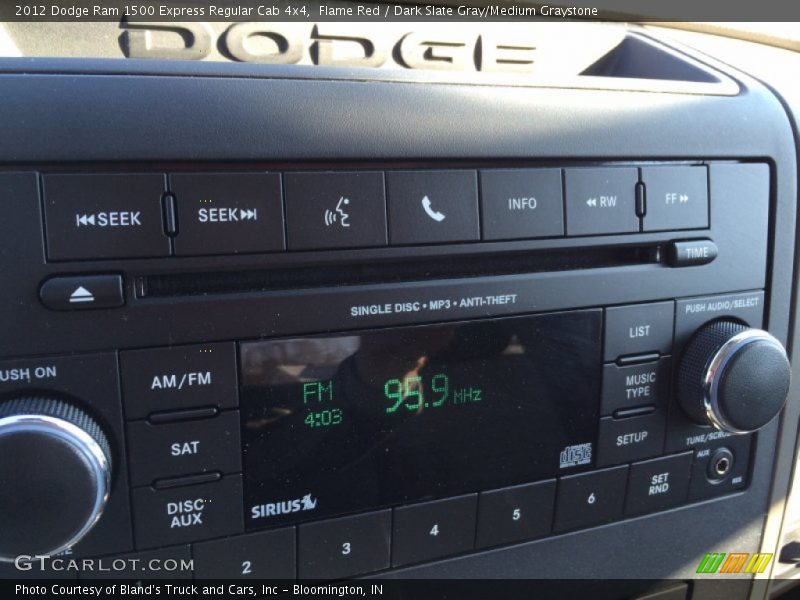 2012 Dodge Ram 1500 Express Regular Cab 4x4, Flame Red / Dark Slate Gray/Medium Graystone
DODGE
SEEK
SEEK
INFO
RW
FF
TIME
SINGLE DISC • MP3 • ANTI-THEFT
PUSH AUDIO/SELECT
LIST
USH ON
AM/FM
FM
95.9 MHz
4:03
MUSIC
TYPE
SAT
SETUP
TUNE/SCRO
AUX
DISC
AUX
SIRIUS
COMPACT
DISC
SET
RND
2
3
4
5
6
GTcarlot.com
Photo Courtesy of Bland's Truck and Cars, Inc - Bloomington, IN